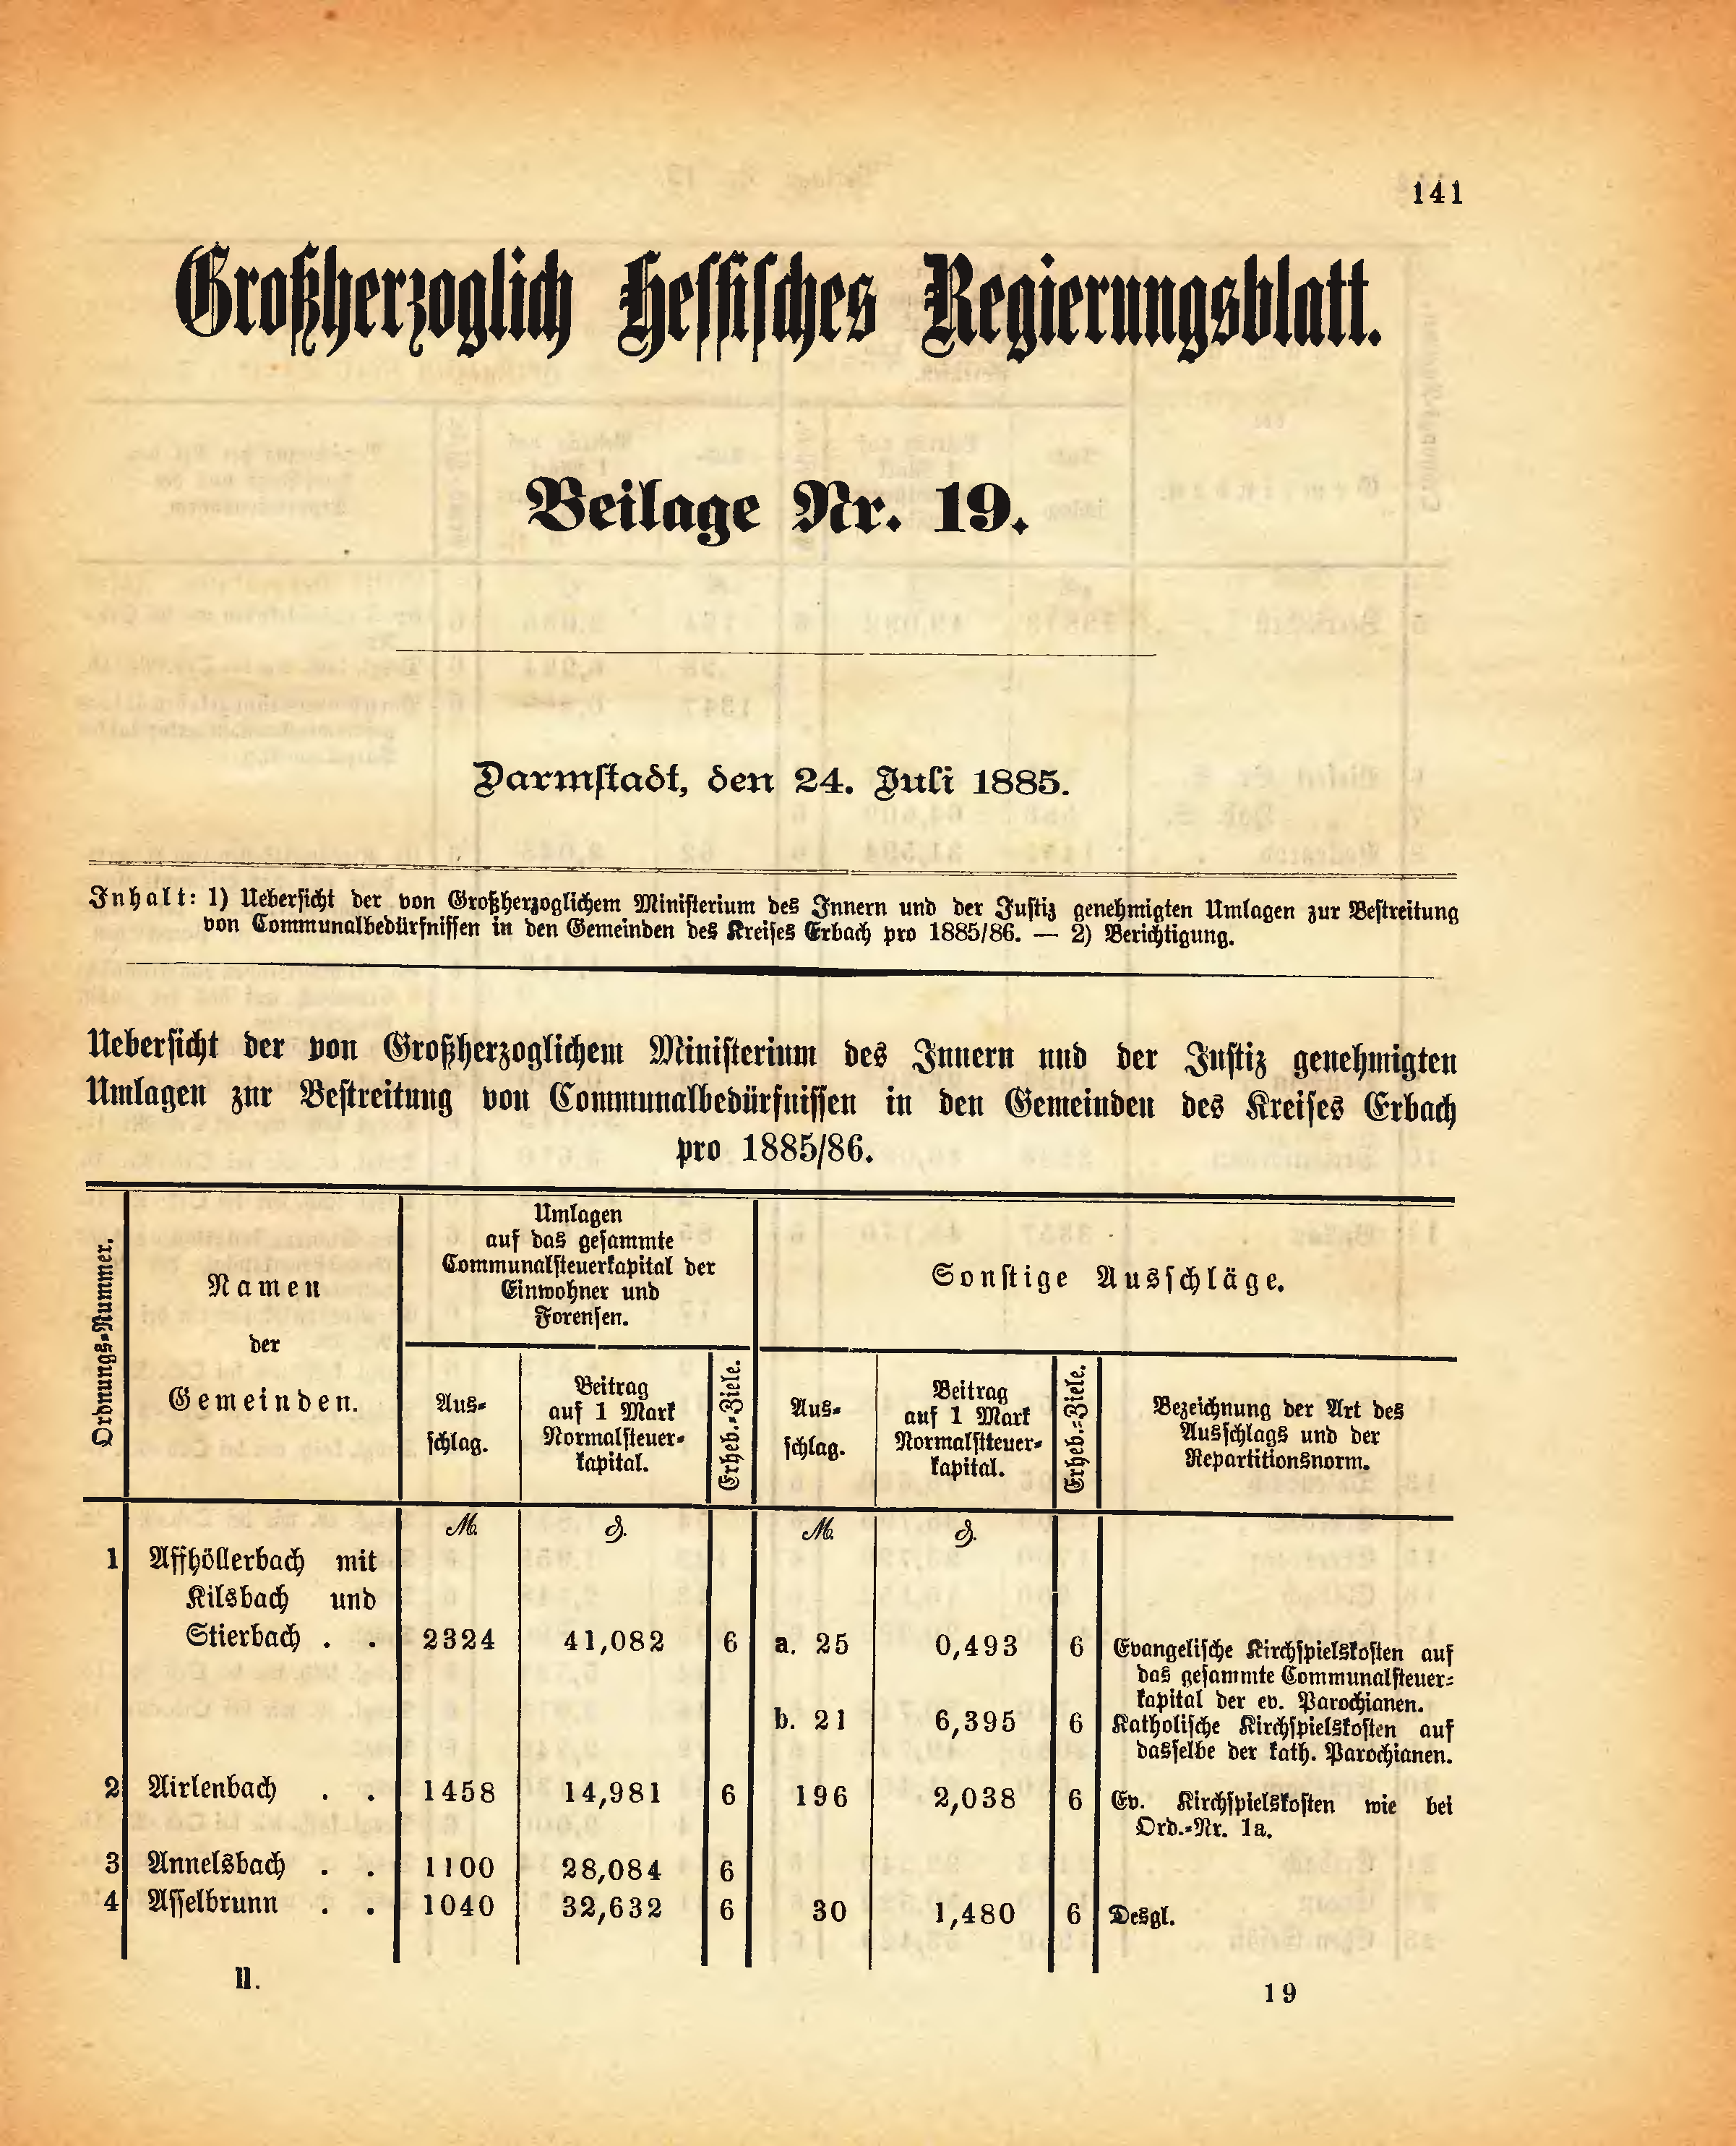 141
Großherzoglich Hessisches Regierungsblatt.
Beilage Nr. 19.
Darmstadt, den 24. Juli 1885.
Inhalt: 1) Uebersicht der von Großherzoglichem Ministerium des Innern und der Justiz genehmigten Umlagen zur Bestreitung
von Communalbedürfnissen in den Gemeinden des Kreises Erbach pro 1885/86. — 2) Berichtigung.
Uebersicht der von Großherzoglichem Ministerium des Innern und der Justiz genehmigten
Umlagen zur Bestreitung von Communalbedürfnissen in den Gemeinden des Kreises Erbach
pro 1885/86.
Ordnungs-Nummer.
Namen
der
Gemeinden.
Umlagen
auf das gesammte
Communalsteuerkapital der
Einwohner und
Forensen.
Sonstige Ausschläge.
Aus-
schlag.
Beitrag
auf 1 Mark
Normalsteuer-
kapital.
Erheb.-Ziele.
Aus-
schlag.
Beitrag
auf 1 Mark
Normalstteuer-
kapital.
Erheb.-Ziele.
Bezeichnung der Art des
Ausschlags und der
Repartitionsnorm.
M. ₰. M. ₰.
1 Affhöllerbach mit
Kilsbach und
Stierbach . . 2324 41,082 6 a. 25 0,493 6 Evangelische Kirchspielskosten auf
das gesammte Communalsteuer-
kapital der ev. Parochianen.
b. 21 6,395 6 Katholische Kirchspielskosten auf
dasselbe der kath. Parochianen.
2 Airlenbach . . 1458 14,981 6 196 2,038 6 Ev. Kirchspielskosten wie bei
Ord.-Nr. 1a.
3 Annelsbach . . 1100 28,084 6
4 Asselbrunn . . 1040 32,632 6 30 1,480 6 Desgl.
II.
19